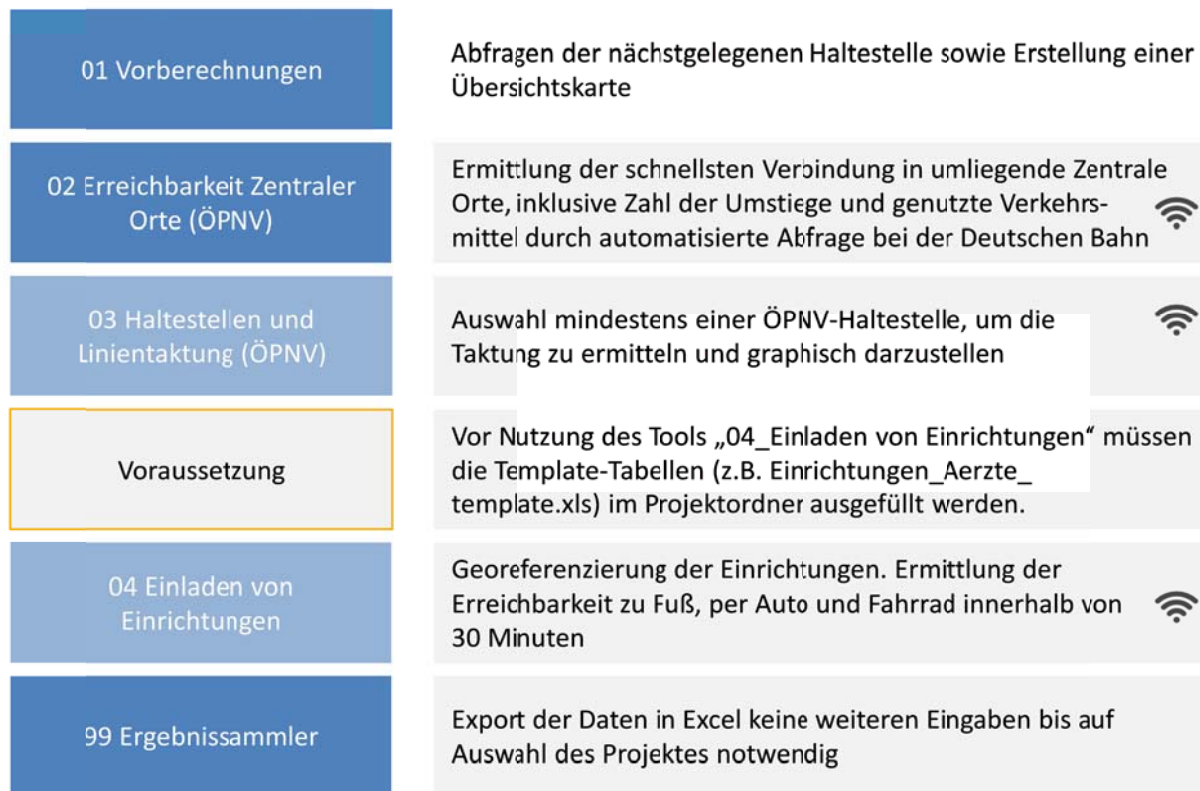 01 Vorberechnungen
Abfragen der nächstgelegenen Haltestelle sowie Erstellung einer
Übersichtskarte
02 Erreichbarkeit Zentraler
Orte (ÖPNV)
Ermittlung der schnellsten Verbindung in umliegende Zentrale
Orte, inklusive Zahl der Umstiege und genutzte Verkehrs-
mittel durch automatisierte Abfrage bei der Deutschen Bahn
03 Haltestellen und
Linientaktung (ÖPNV)
Auswahl mindestens einer ÖPNV-Haltestelle, um die
Taktung zu ermitteln und graphisch darzustellen
Voraussetzung
Vor Nutzung des Tools „04_Einladen von Einrichtungen“ müssen
die Template-Tabellen (z.B. Einrichtungen_Aerzte_
template.xls) im Projektordner ausgefüllt werden.
04 Einladen von
Einrichtungen
Georeferenzierung der Einrichtungen. Ermittlung der
Erreichbarkeit zu Fuß, per Auto und Fahrrad innerhalb von
30 Minuten
99 Ergebnissammler
Export der Daten in Excel keine weiteren Eingaben bis auf
Auswahl des Projektes notwendig